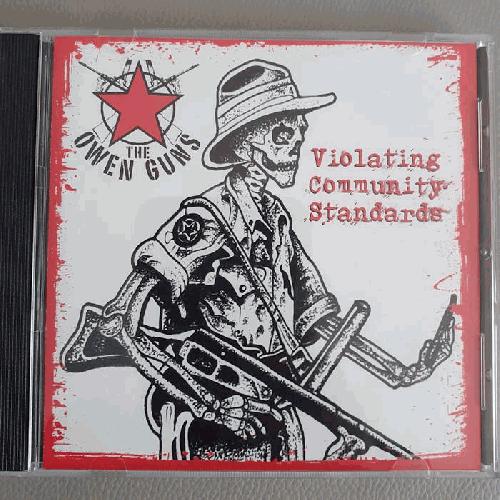 THE
OWEN GUNS
Violating
Community
Standards